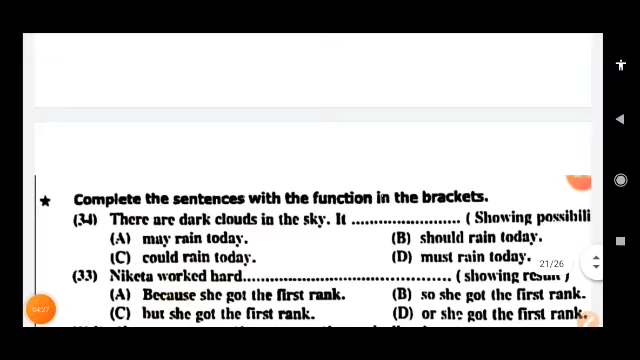 ★ Complete the sentences with the function in the brackets.
(34) There are dark clouds in the sky. It ........................ ( Showing possibili
(A) may rain today. (B) should rain today.
(C) could rain today. (D) must rain today.
21/26
(33) Niketa worked hard.............................................. ( showing result )
(A) Because she got the first rank. (B) so she got the first rank.
(C) but she got the first rank. (D) or she got the first rank.
04:27